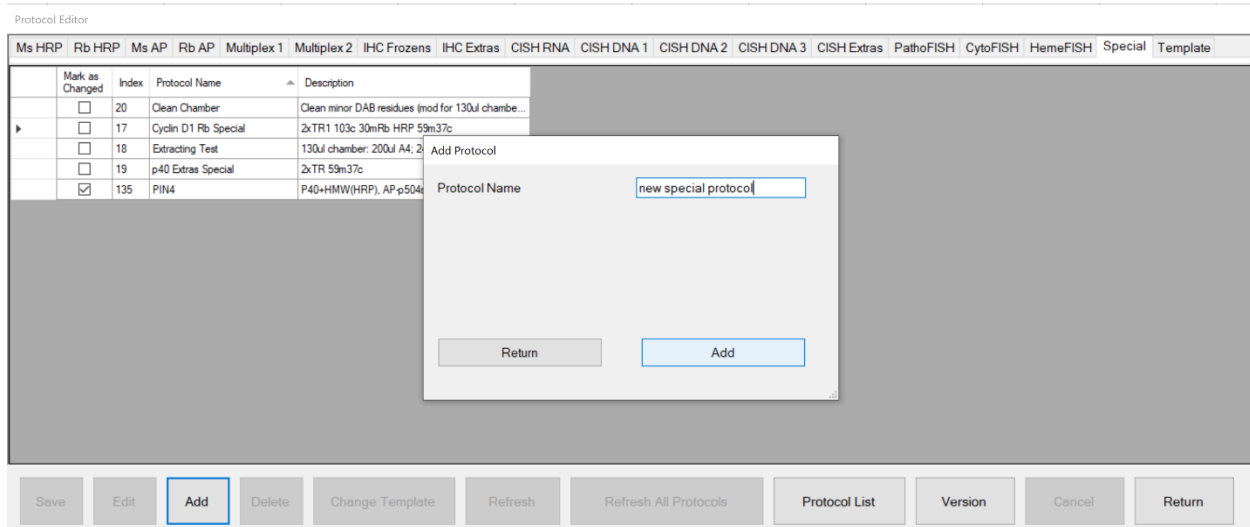 Protocol Editor
Ms HRP Rb HRP Ms AP Rb AP Multiplex 1 Multiplex 2 IHC Frozens IHC Extras CISH RNA CISH DNA 1 CISH DNA 2 CISH DNA 3 CISH Extras PathoFISH CytoFISH HemeFISH Special Template
Mark as Changed Index Protocol Name Description
20 Clean Chamber Clean minor DAB residues (mod for 130ul chambe...
17 Cyclin D1 Rb Special 2xTR1 103c 30mRb HRP 59m37c
18 Extracting Test 130ul chamber: 200ul A4; 2
19 p40 Extras Special 2xTR 59m37c
135 PIN4 P40+HMW(HRP), AP-p504
Add Protocol
Protocol Name new special protocol
Return Add
Save Edit Add Delete Change Template Refresh Refresh All Protocols Protocol List Version Cancel Return